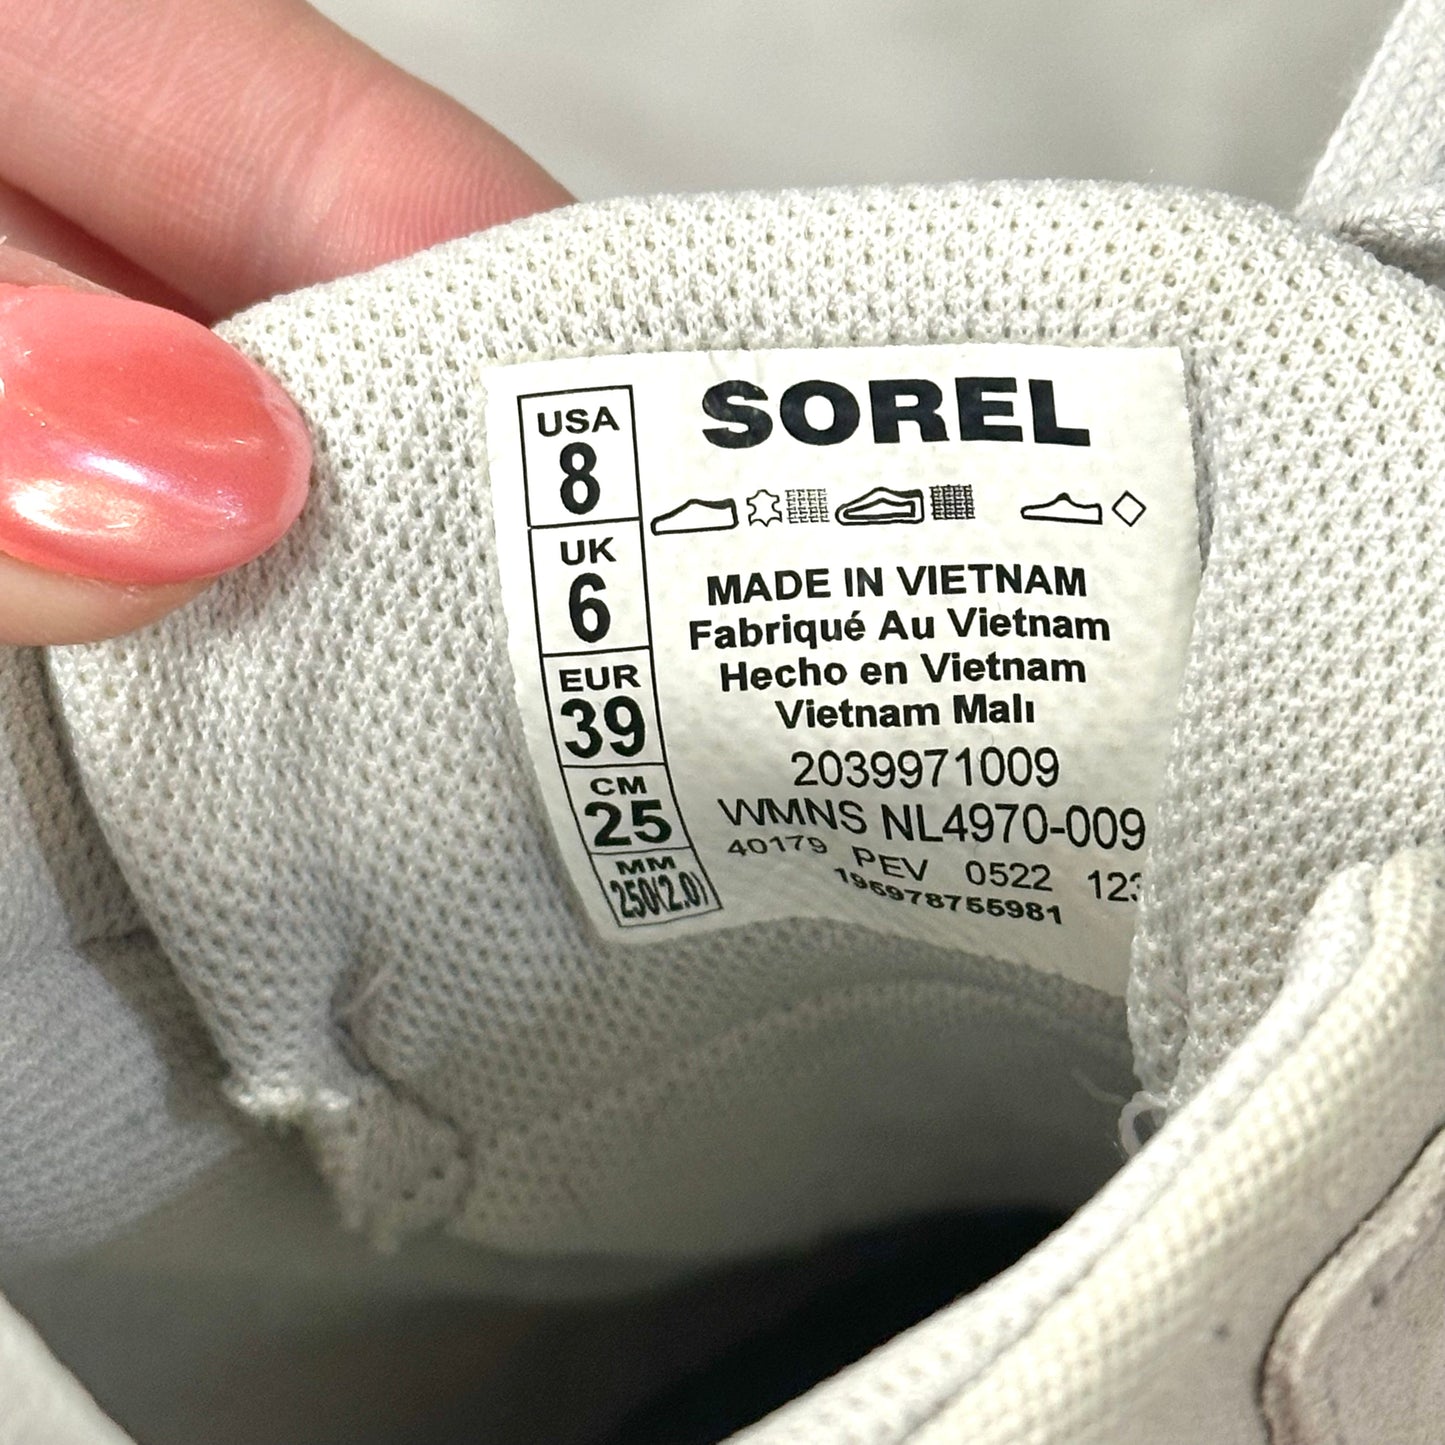 SOREL
USA
8
UK
6
EUR
39
CM
25
MM
250(2.0)
MADE IN VIETNAM
Fabriqué Au Vietnam
Hecho en Vietnam
Vietnam Malı
2039971009
WMNS NL4970-009
40179 PEV 0522
195978755981